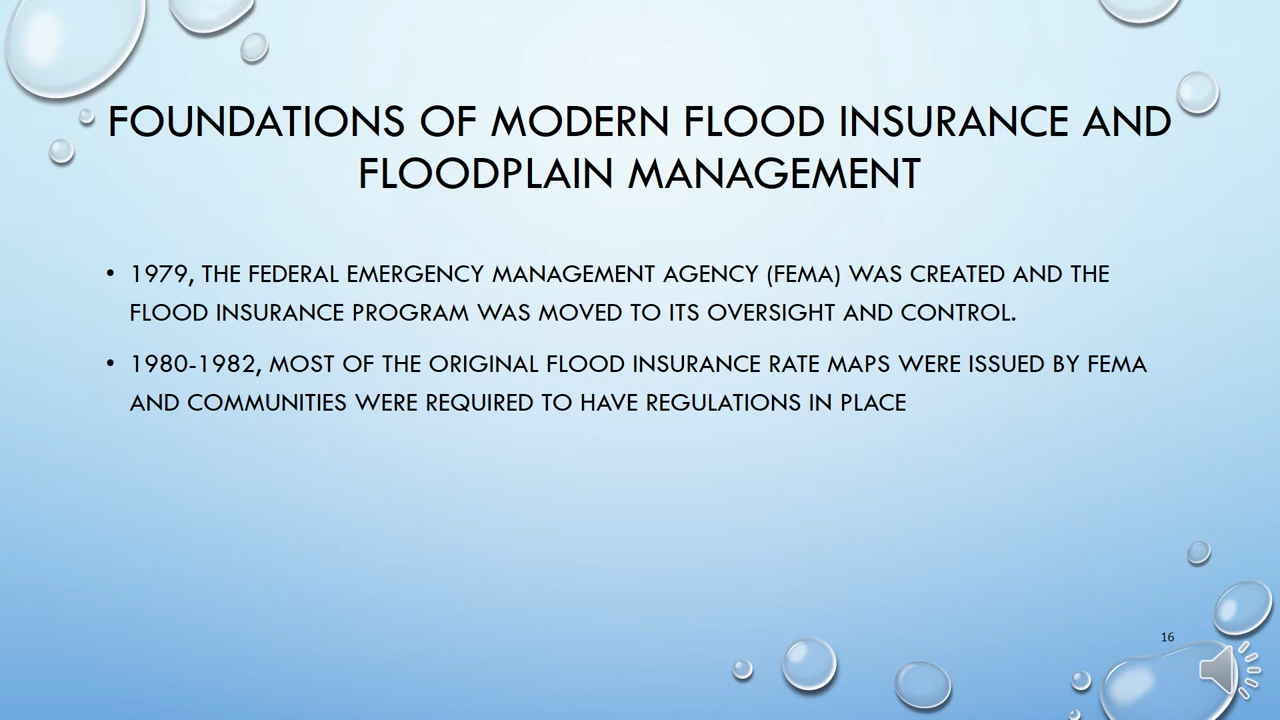 FOUNDATIONS OF MODERN FLOOD INSURANCE AND
FLOODPLAIN MANAGEMENT
• 1979, THE FEDERAL EMERGENCY MANAGEMENT AGENCY (FEMA) WAS CREATED AND THE
FLOOD INSURANCE PROGRAM WAS MOVED TO ITS OVERSIGHT AND CONTROL.
• 1980-1982, MOST OF THE ORIGINAL FLOOD INSURANCE RATE MAPS WERE ISSUED BY FEMA
AND COMMUNITIES WERE REQUIRED TO HAVE REGULATIONS IN PLACE
16